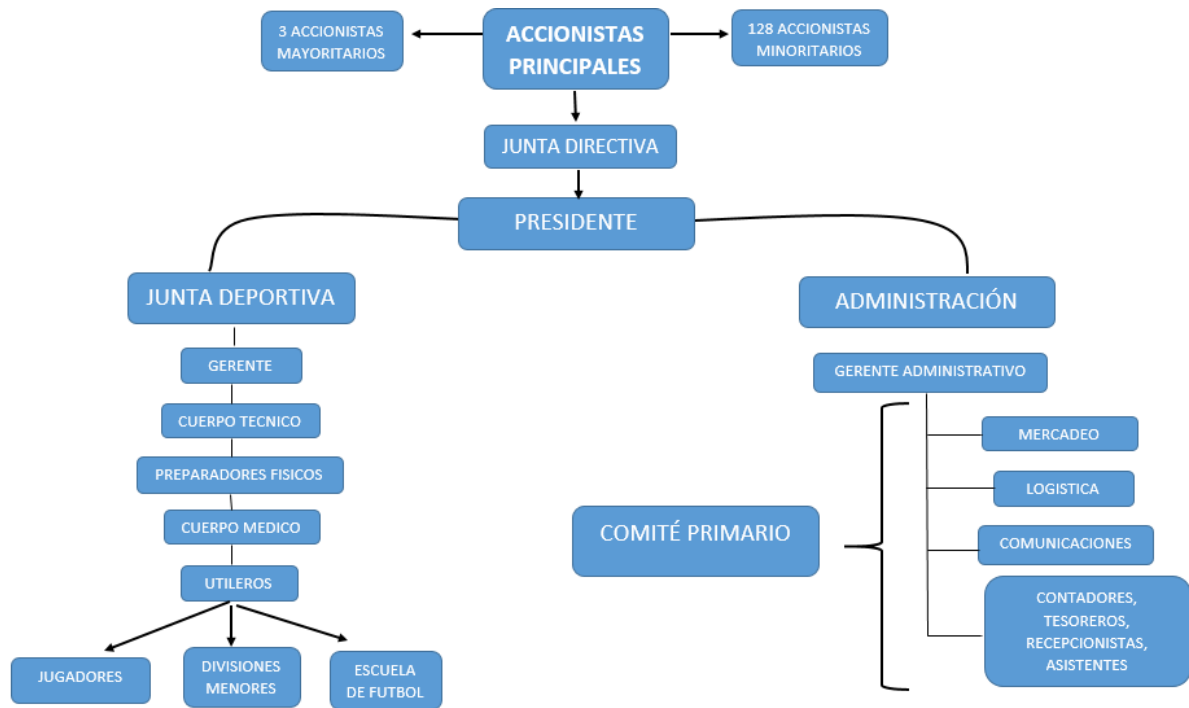 3 ACCIONISTAS
MAYORITARIOS
ACCIONISTAS
PRINCIPALES
128 ACCIONISTAS
MINORITARIOS
JUNTA DIRECTIVA
PRESIDENTE
JUNTA DEPORTIVA
GERENTE
CUERPO TECNICO
PREPARADORES FISICOS
CUERPO MEDICO
UTILEROS
JUGADORES
DIVISIONES
MENORES
ESCUELA
DE FUTBOL
ADMINISTRACIÓN
GERENTE ADMINISTRATIVO
COMITÉ PRIMARIO
MERCADEO
LOGISTICA
COMUNICACIONES
CONTADORES,
TESOREROS,
RECEPCIONISTAS,
ASISTENTES